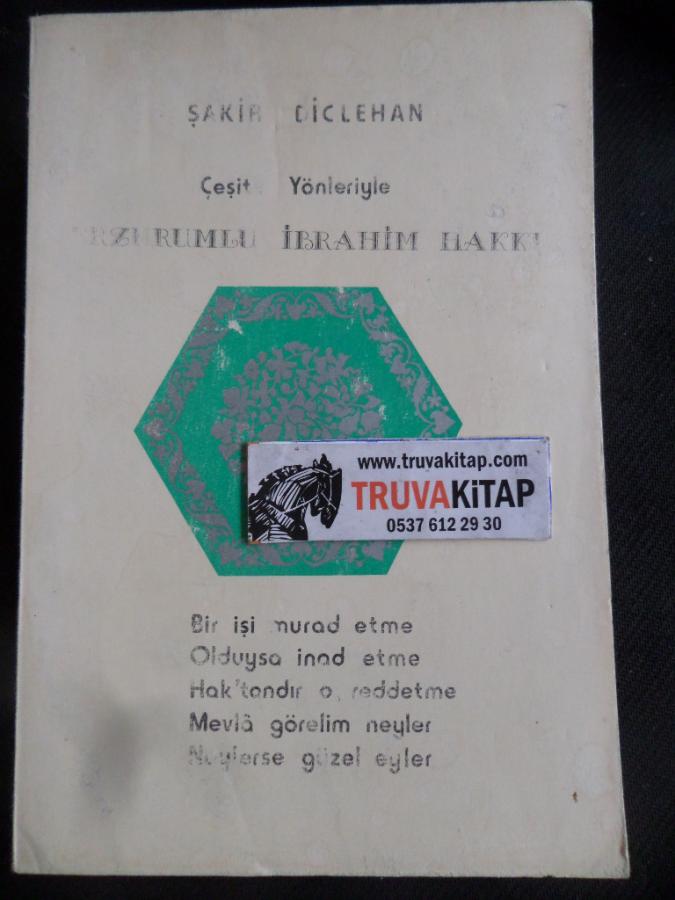 ŞAKİR DİCLEHAN
Çeşitli Yönleriyle
ERZURUMLU İBRAHİM HAKKI
www.truvakitap.com
TRUVAKiTAP
0537 612 29 30
Bir işi murad etme
Olduysa inad etme
Hak'tandır o, reddetme
Mevlâ görelim neyler
Neylerse güzel eyler